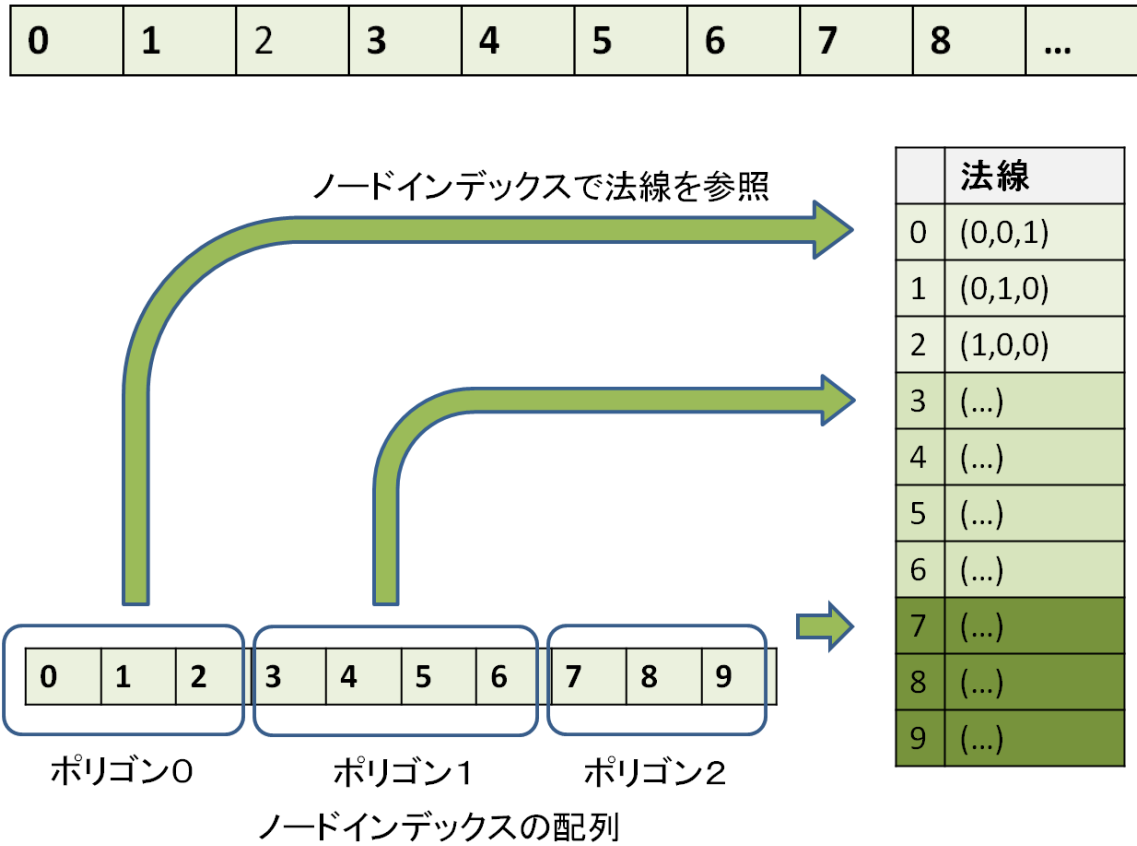 0 1 2 3 4 5 6 7 8 ...
ノードインデックスで法線を参照
法線
0 (0,0,1)
1 (0,1,0)
2 (1,0,0)
3 (...)
4 (...)
5 (...)
6 (...)
7 (...)
8 (...)
9 (...)
0 1 2 3 4 5 6 7 8 9
ポリゴン0 ポリゴン1 ポリゴン2
ノードインデックスの配列